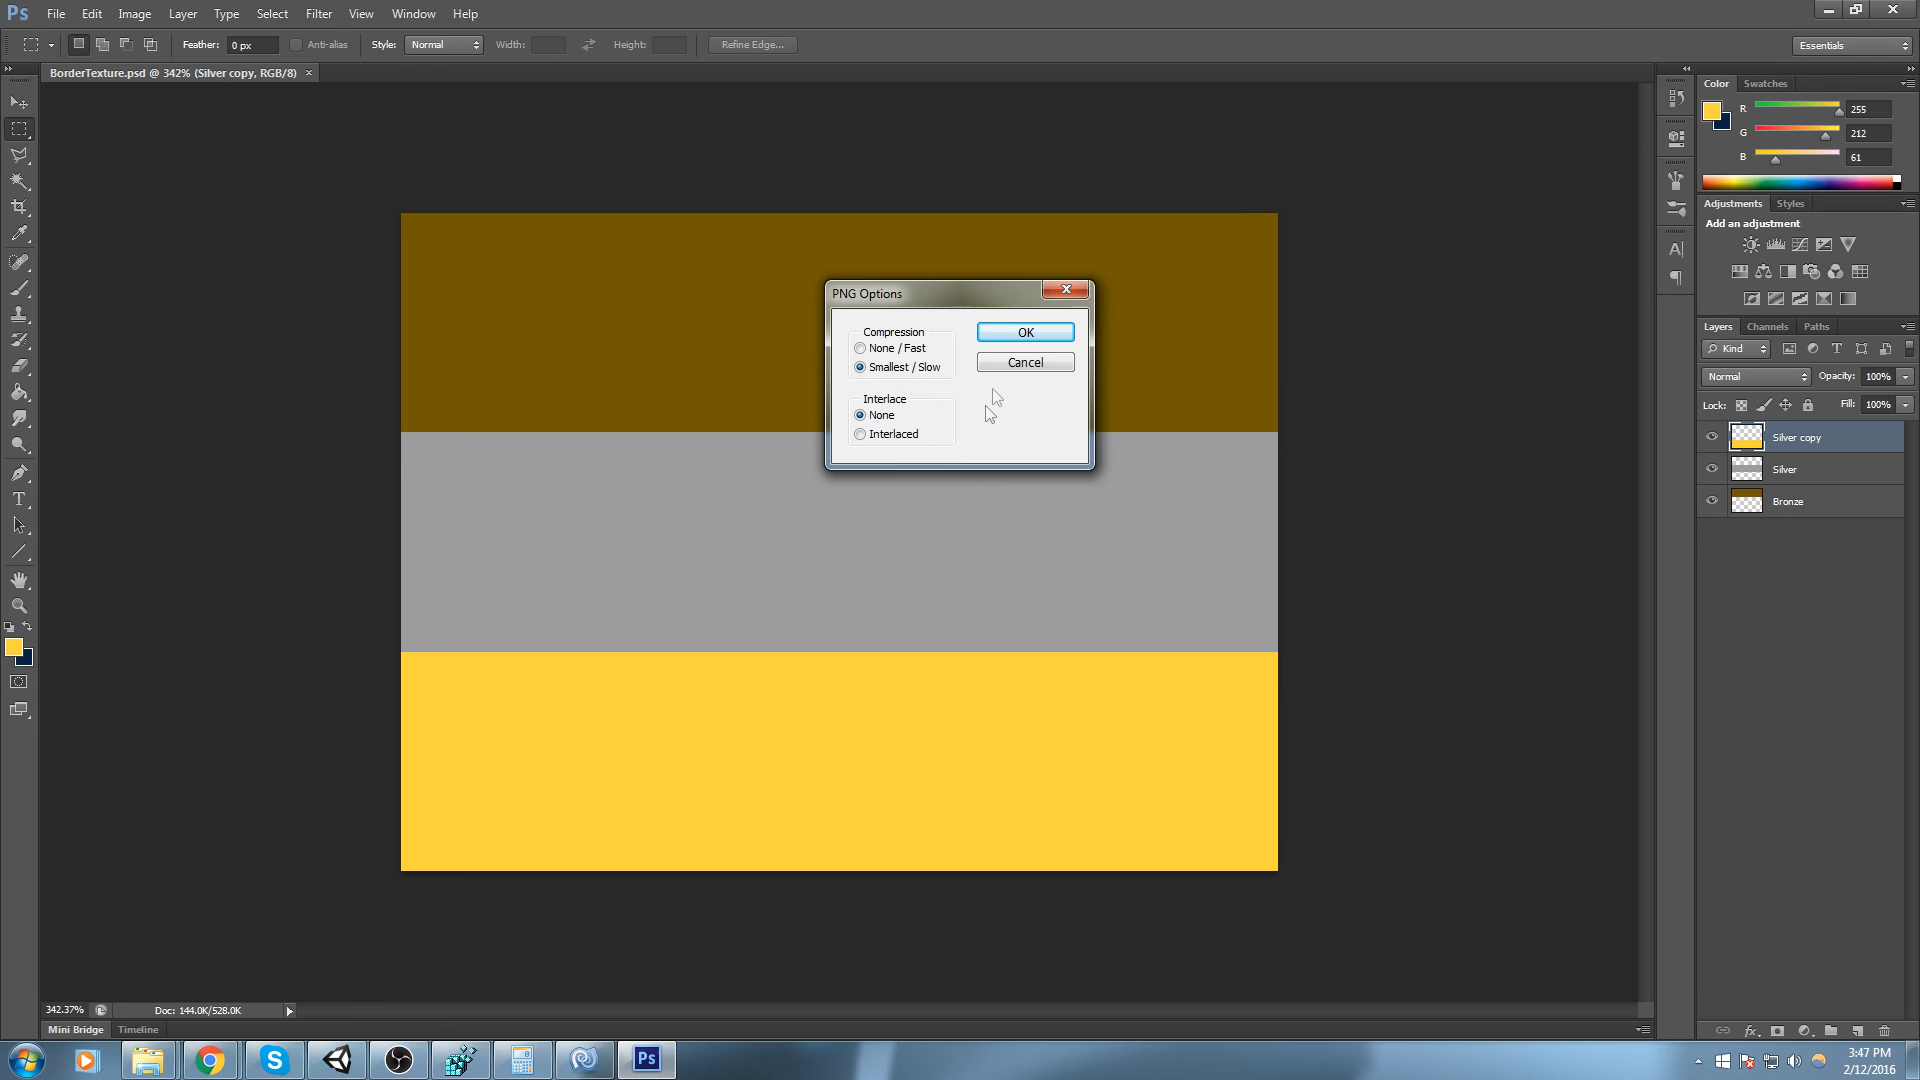 Ps File Edit Image Layer Type Select Filter View Window Help
Feather: 0 px Anti-alias Style: Normal Width: Height: Refine Edge... Essentials
BorderTexture.psd @ 342% (Silver copy, RGB/8) ×
Color Swatches
R 255
G 212
B 61
Adjustments Styles
Add an adjustment
PNG Options
Compression
None / Fast
Smallest / Slow
Interlace
None
Interlaced
OK
Cancel
Layers Channels Paths
Kind
Normal Opacity: 100%
Lock: Fill: 100%
Silver copy
Silver
Bronze
342.37% Doc: 144.0K/528.0K
Mini Bridge Timeline
Ps
3:47 PM
2/12/2016